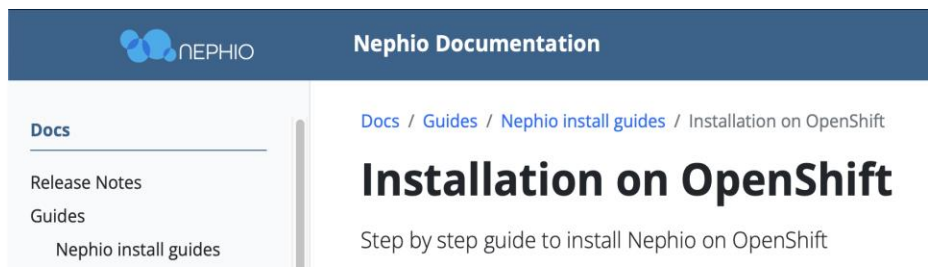 NEPHIO
Nephio Documentation
Docs
Release Notes
Guides
Nephio install guides
Docs / Guides / Nephio install guides / Installation on OpenShift
Installation on OpenShift
Step by step guide to install Nephio on OpenShift